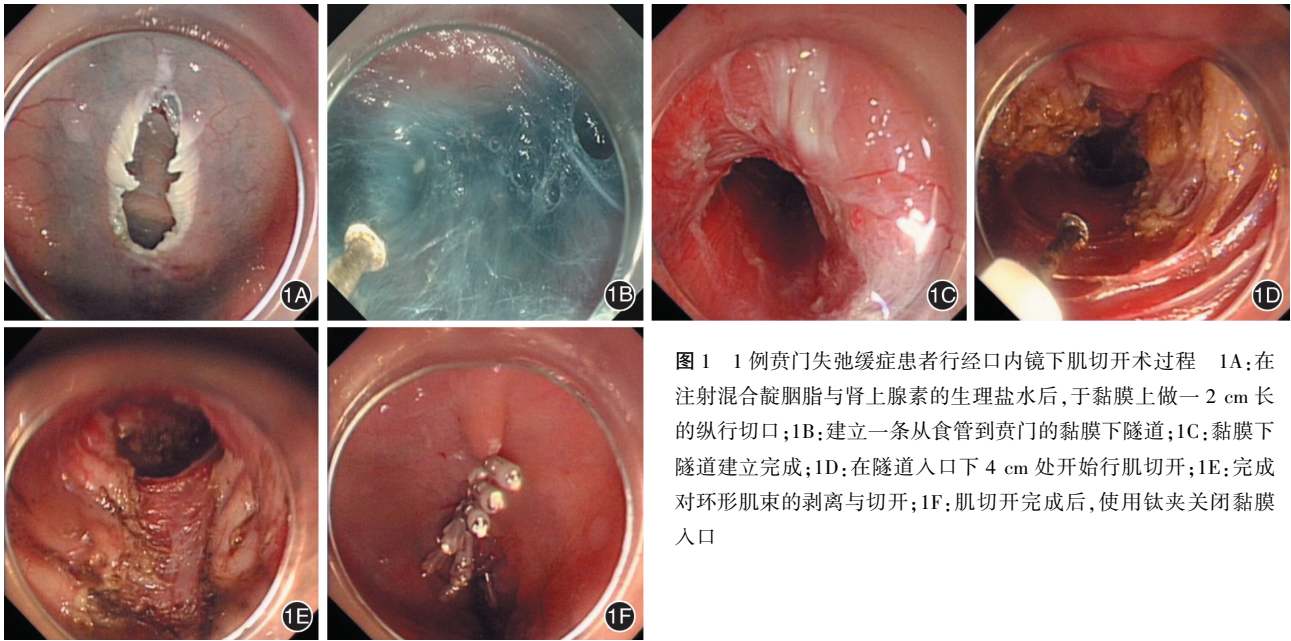 1A
1B
1C
1D
1E
1F
图 1 1 例贲门失弛缓症患者行经口内镜下肌切开术过程 1A:在
注射混合靛胭脂与肾上腺素的生理盐水后,于黏膜上做一 2 cm 长
的纵行切口;1B:建立一条从食管到贲门的黏膜下隧道;1C:黏膜下
隧道建立完成;1D:在隧道入口下 4 cm 处开始行肌切开;1E:完成
对环形肌束的剥离与切开;1F:肌切开完成后,使用钛夹关闭黏膜
入口